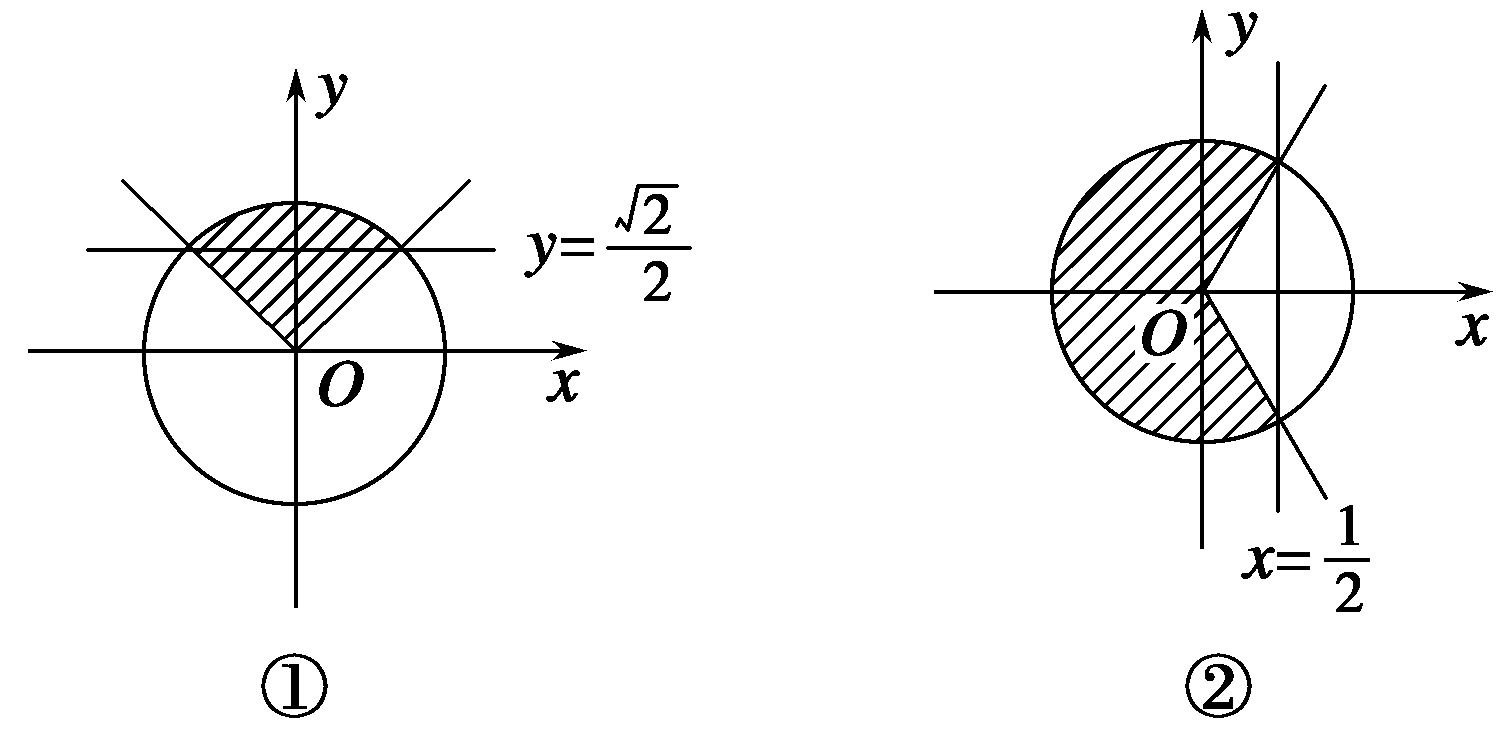 y
y=√2/2
O
x
①
y
O
x
x=1/2
②